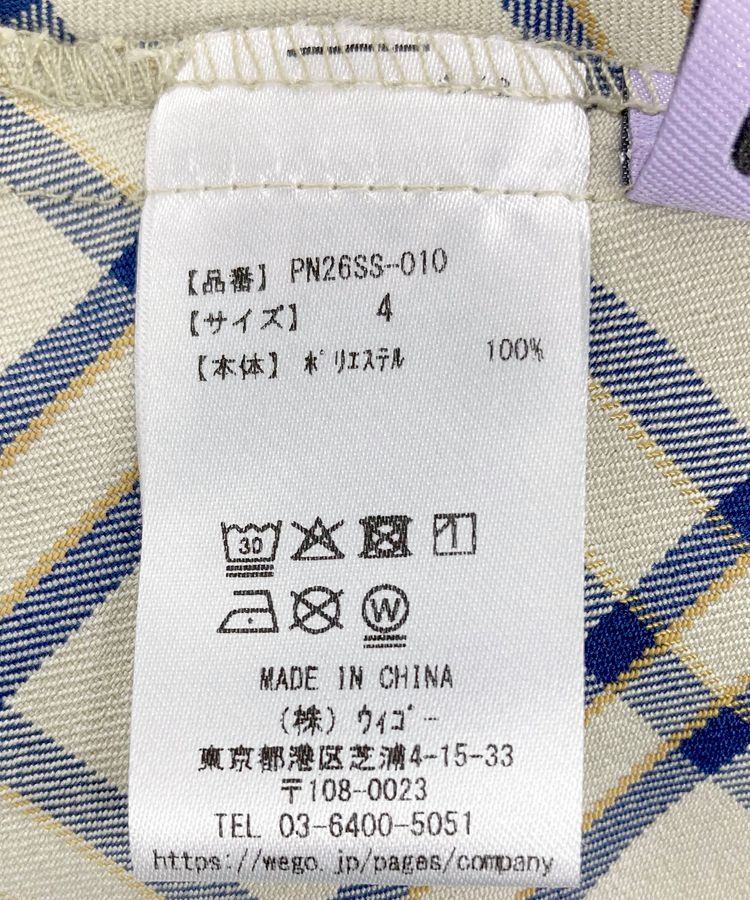 【品番】 PN26SS-010
【サイズ】 4
【本体】 ﾎﾟﾘｴｽﾃﾙ 100%
30
MADE IN CHINA
(株) ｳｨｺﾞｰ
東京都港区芝浦4-15-33
〒108-0023
TEL 03-6400-5051
https://wego.jp/pages/company